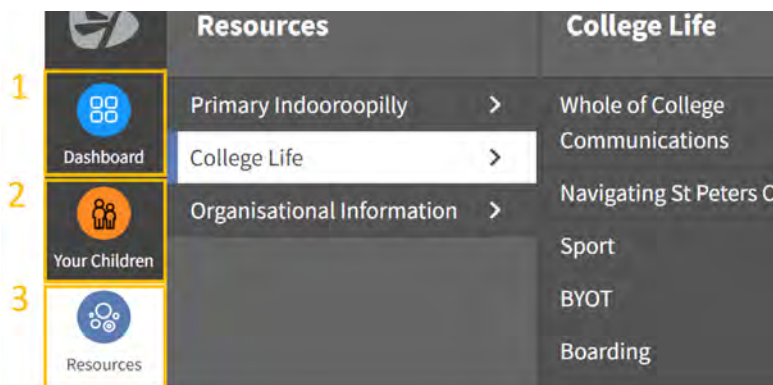 Resources
College Life
1
Dashboard
2
Your Children
3
Resources
Primary Indooroopilly
College Life
Organisational Information
Whole of College
Communications
Navigating St Peters
Sport
BYOT
Boarding